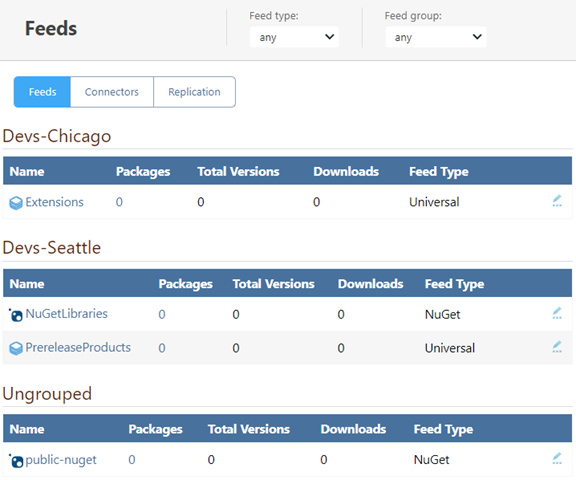 Feeds
Feed type:
any
Feed group:
any
Feeds Connectors Replication
Devs-Chicago
Name Packages Total Versions Downloads Feed Type
Extensions 0 0 0 Universal
Devs-Seattle
Name Packages Total Versions Downloads Feed Type
NuGetLibraries 0 0 0 NuGet
PrereleaseProducts 0 0 0 Universal
Ungrouped
Name Packages Total Versions Downloads Feed Type
public-nuget 0 0 0 NuGet